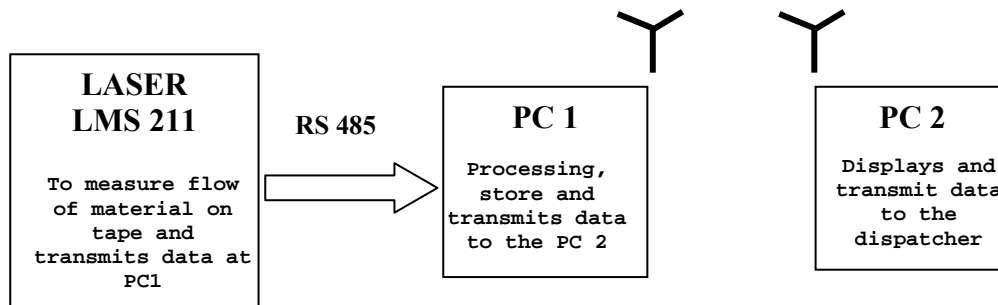 LASER
LMS 211
To measure flow
of material on
tape and
transmits data at
PC1
RS 485
PC 1
Processing,
store and
transmits data
to the PC 2
PC 2
Displays and
transmit data
to the
dispatcher